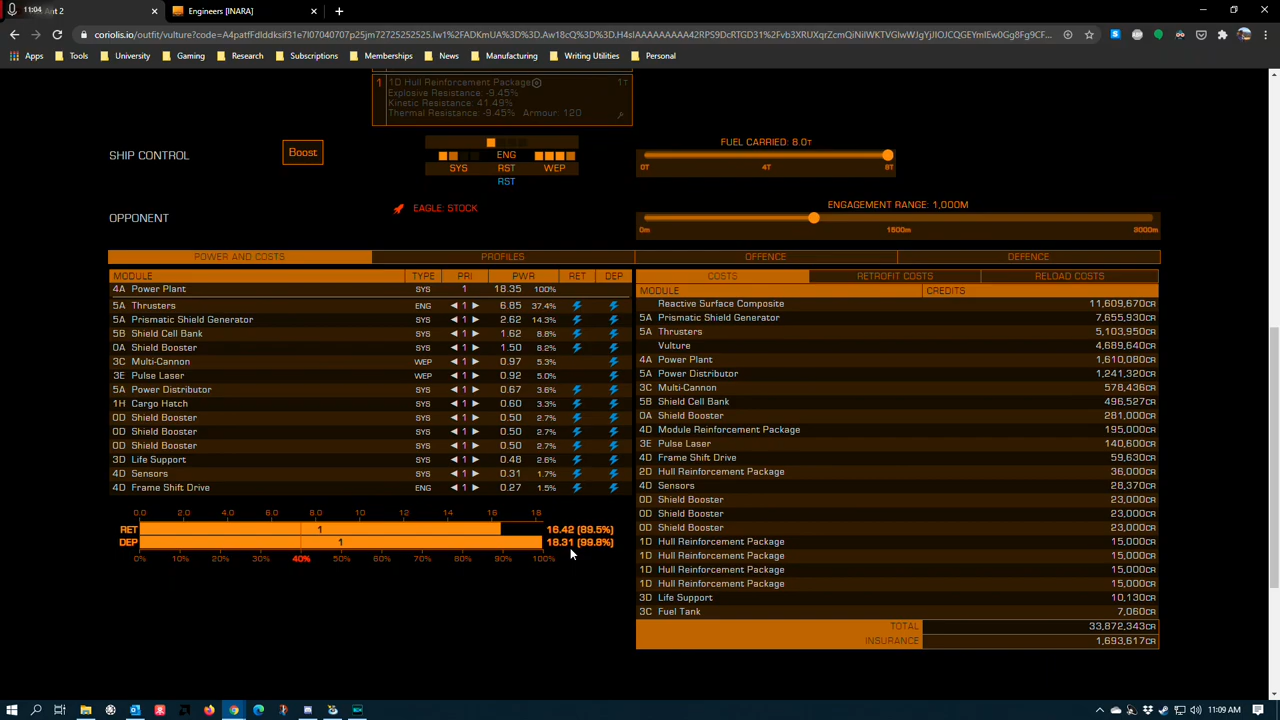 11:04 Ant 2
Engineers [INARA]
coriolis.io/outfit/vulture?code=A4patfFdlddksif31e7l07040707p25jm72725252525.Iw1%2FADKmUA%3D%3D.Aw18cQ%3D%3D.
Apps Tools University Gaming Research Subscriptions Memberships News Manufacturing Writing Utilities Personal
1 1D Hull Reinforcement Package 1T
Explosive Resistance: -9.45%
Kinetic Resistance: 41.49%
Thermal Resistance: -9.45% Armour: 120
SHIP CONTROL Boost
ENG
SYS RST WEP
RST
FUEL CARRIED: 8.0T
0T 4T 8T
OPPONENT EAGLE: STOCK
ENGAGEMENT RANGE: 1,000M
0m 1500m 3000m
POWER AND COSTS PROFILES OFFENCE DEFENCE
MODULE TYPE PRI PWR RET DEP
4A Power Plant SYS 1 18.35 100%
5A Thrusters ENG ◀ 1 ▶ 6.85 37.4%
5A Prismatic Shield Generator SYS ◀ 1 ▶ 2.62 14.3%
5B Shield Cell Bank SYS ◀ 1 ▶ 1.62 8.8%
0A Shield Booster SYS ◀ 1 ▶ 1.50 8.2%
3C Multi-Cannon WEP ◀ 1 ▶ 0.97 5.3%
3E Pulse Laser WEP ◀ 1 ▶ 0.92 5.0%
5A Power Distributor SYS ◀ 1 ▶ 0.67 3.6%
1H Cargo Hatch SYS ◀ 1 ▶ 0.60 3.3%
0D Shield Booster SYS ◀ 1 ▶ 0.50 2.7%
0D Shield Booster SYS ◀ 1 ▶ 0.50 2.7%
0D Shield Booster SYS ◀ 1 ▶ 0.50 2.7%
3D Life Support SYS ◀ 1 ▶ 0.48 2.6%
4D Sensors SYS ◀ 1 ▶ 0.31 1.7%
4D Frame Shift Drive ENG ◀ 1 ▶ 0.27 1.5%
0.0 2.0 4.0 6.0 8.0 10 12 14 16 18
RET 1 16.42 (89.5%)
DEP 1 18.31 (99.8%)
0% 10% 20% 30% 40% 50% 60% 70% 80% 90% 100%
COSTS RETROFIT COSTS RELOAD COSTS
MODULE CREDITS
Reactive Surface Composite 11,609,670CR
5A Prismatic Shield Generator 7,655,930CR
5A Thrusters 5,103,950CR
Vulture 4,689,640CR
4A Power Plant 1,610,080CR
5A Power Distributor 1,241,320CR
3C Multi-Cannon 578,436CR
5B Shield Cell Bank 496,527CR
0A Shield Booster 281,000CR
4D Module Reinforcement Package 195,000CR
3E Pulse Laser 140,600CR
4D Frame Shift Drive 59,630CR
2D Hull Reinforcement Package 36,000CR
4D Sensors 28,370CR
0D Shield Booster 23,000CR
0D Shield Booster 23,000CR
0D Shield Booster 23,000CR
1D Hull Reinforcement Package 15,000CR
1D Hull Reinforcement Package 15,000CR
1D Hull Reinforcement Package 15,000CR
1D Hull Reinforcement Package 15,000CR
3D Life Support 10,130CR
3C Fuel Tank 7,060CR
TOTAL 33,872,343CR
INSURANCE 1,693,617CR
11:09 AM